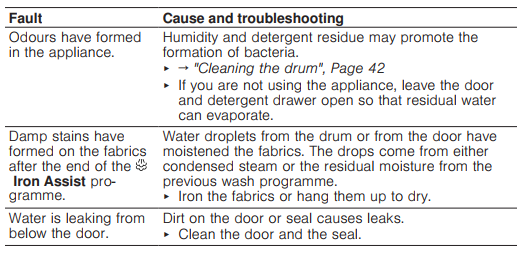 Fault Cause and troubleshooting
Odours have formed
in the appliance.
Humidity and detergent residue may promote the
formation of bacteria.
▸ → "Cleaning the drum", Page 42
▸ If you are not using the appliance, leave the door
and detergent drawer open so that residual water
can evaporate.
Damp stains have
formed on the fabrics
after the end of the
Iron Assist pro-
gramme.
Water droplets from the drum or from the door have
moistened the fabrics. The drops come from either
condensed steam or the residual moisture from the
previous wash programme.
▸ Iron the fabrics or hang them up to dry.
Water is leaking from
below the door.
Dirt on the door or seal causes leaks.
▸ Clean the door and the seal.